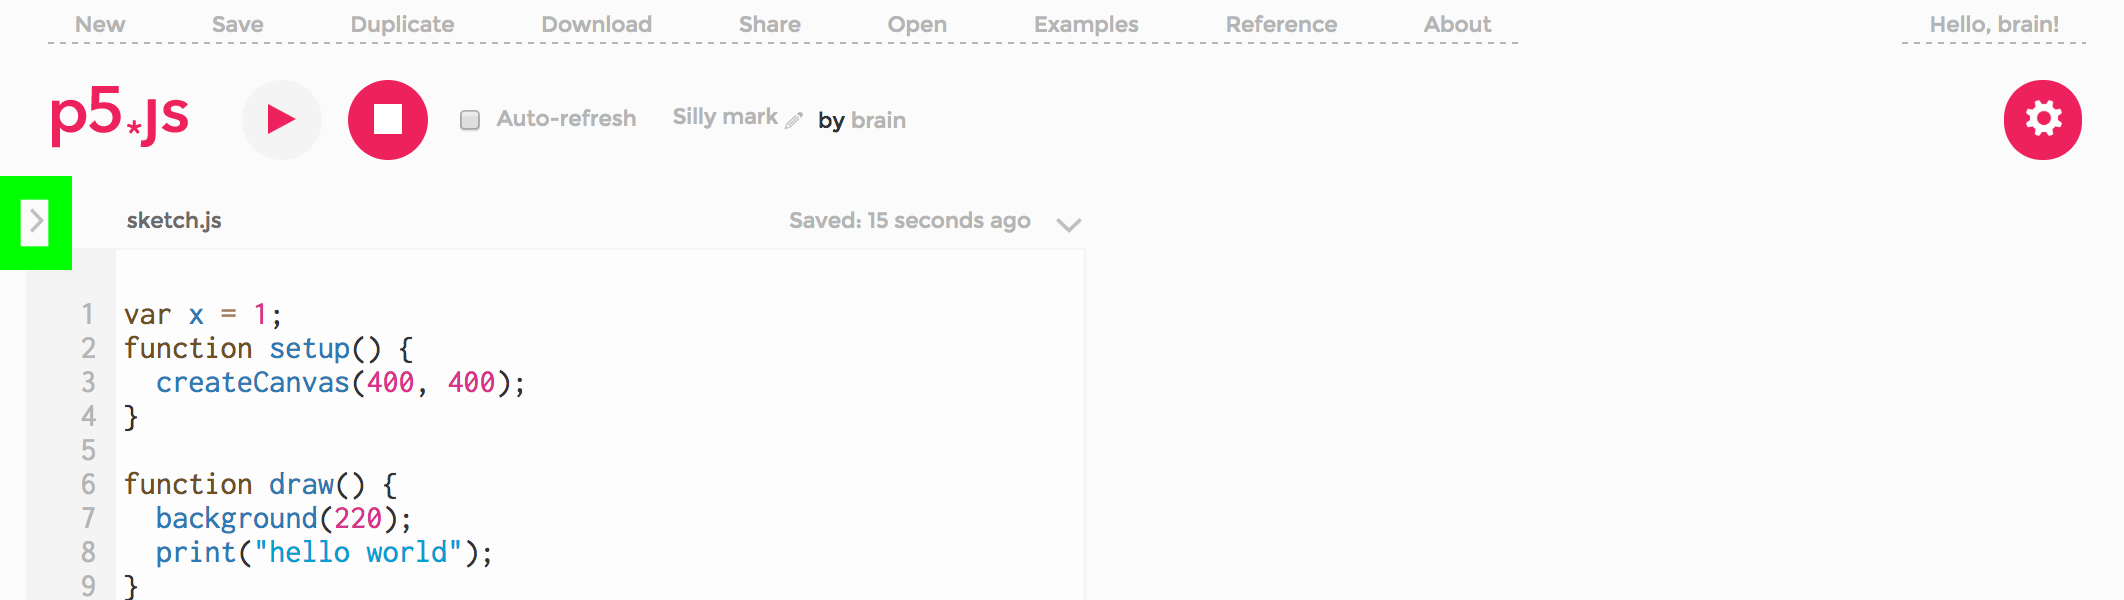 New Save Duplicate Download Share Open Examples Reference About Hello, brain!
p5*js Auto-refresh Silly mark by brain
sketch.js Saved: 15 seconds ago
1 var x = 1;
2 function setup() {
3   createCanvas(400, 400);
4 }
5
6 function draw() {
7   background(220);
8   print("hello world");
9 }